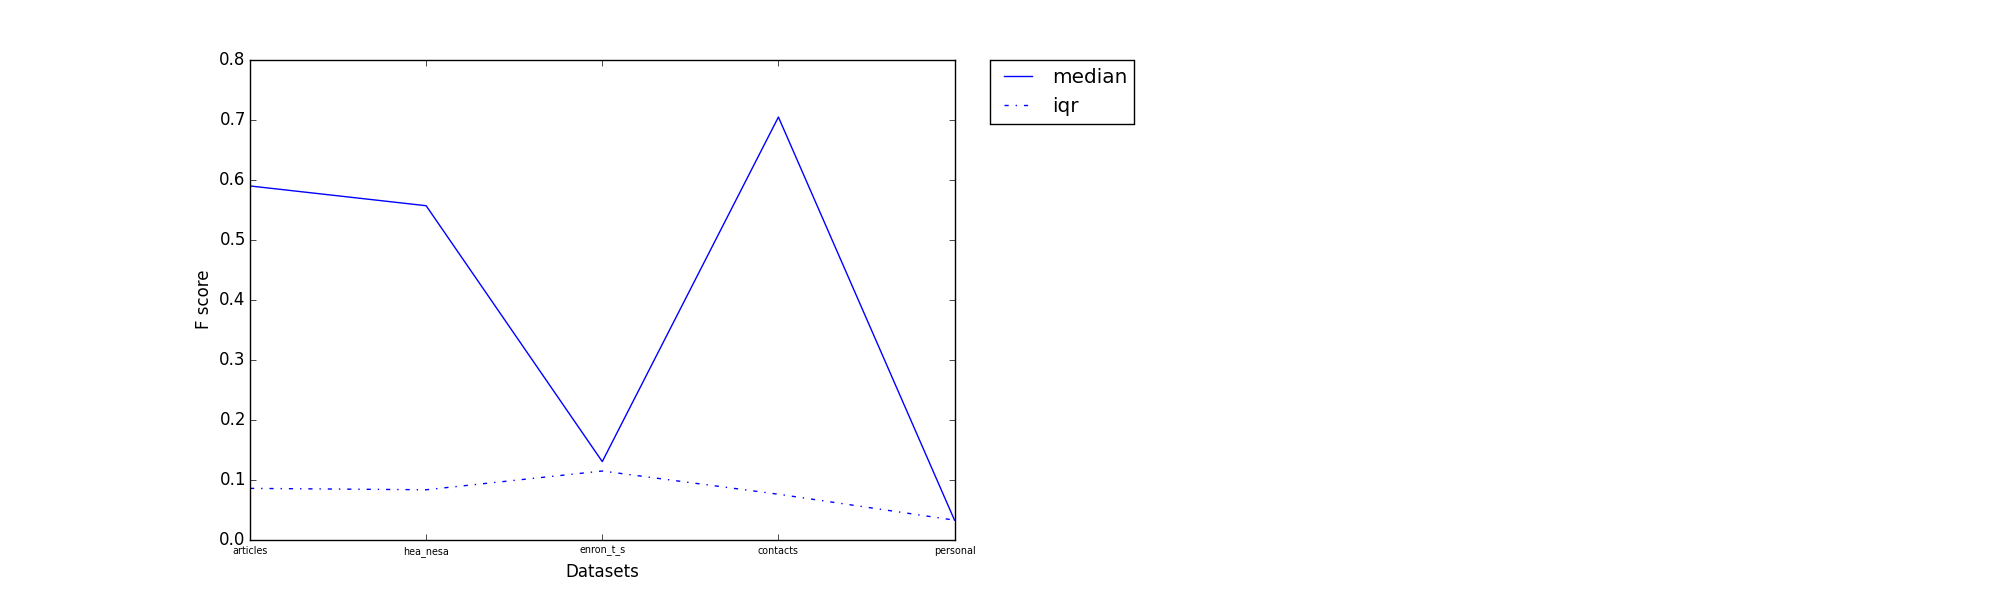 0.8
0.7
0.6
0.5
0.4
0.3
0.2
0.1
0.0
F score
articles
hea_nesa
enron_t_s
contacts
personal
Datasets
median
iqr